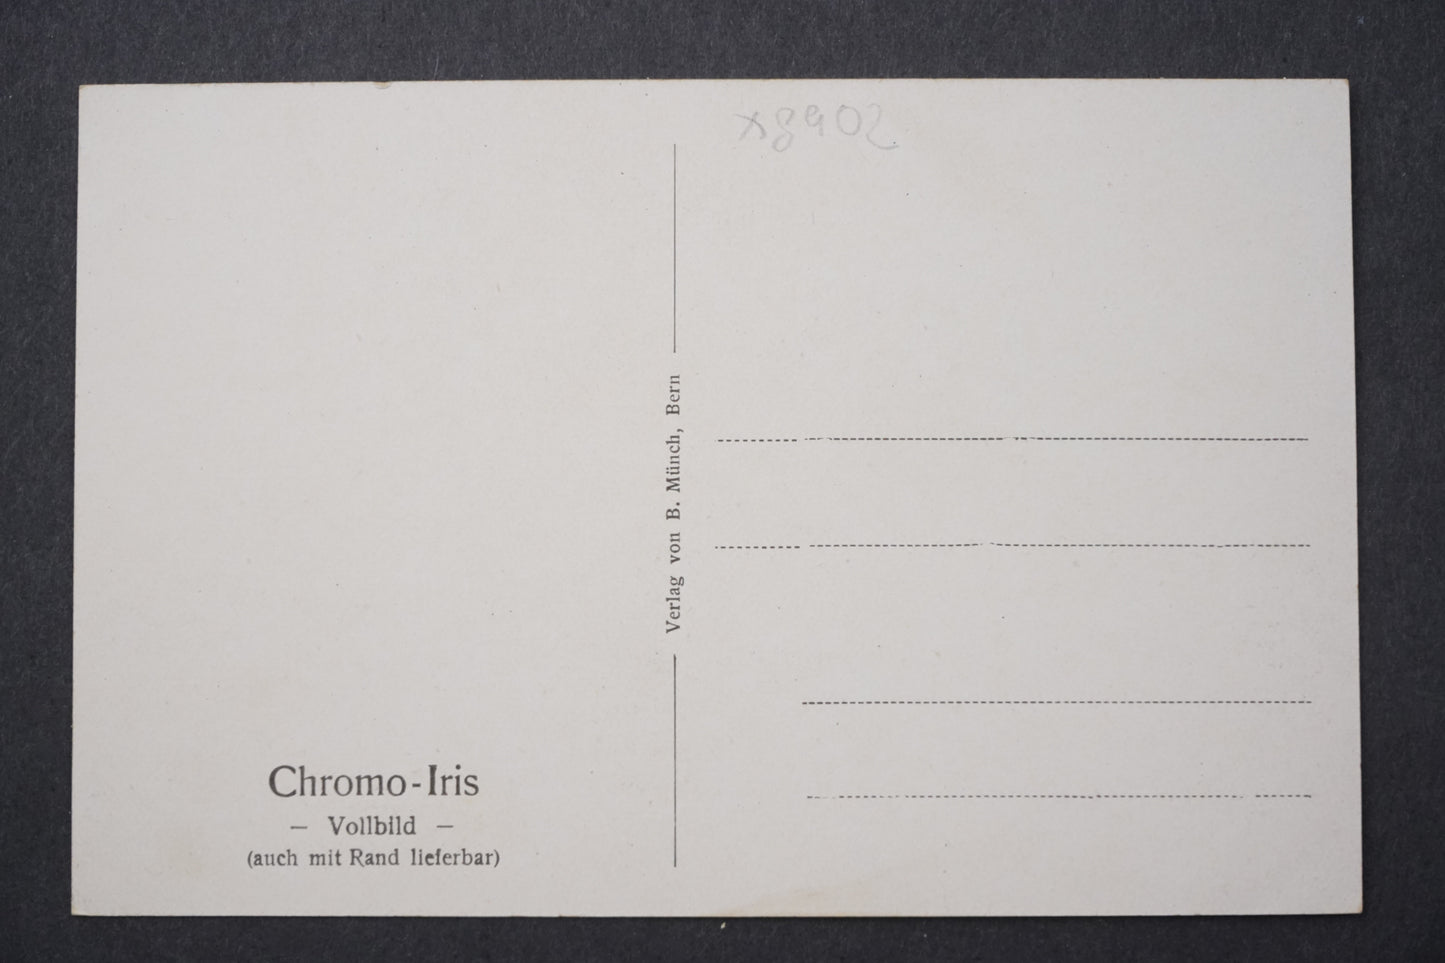 x8902
Verlag von B. Münch, Bern
Chromo-Iris
— Vollbild —
(auch mit Rand lieferbar)